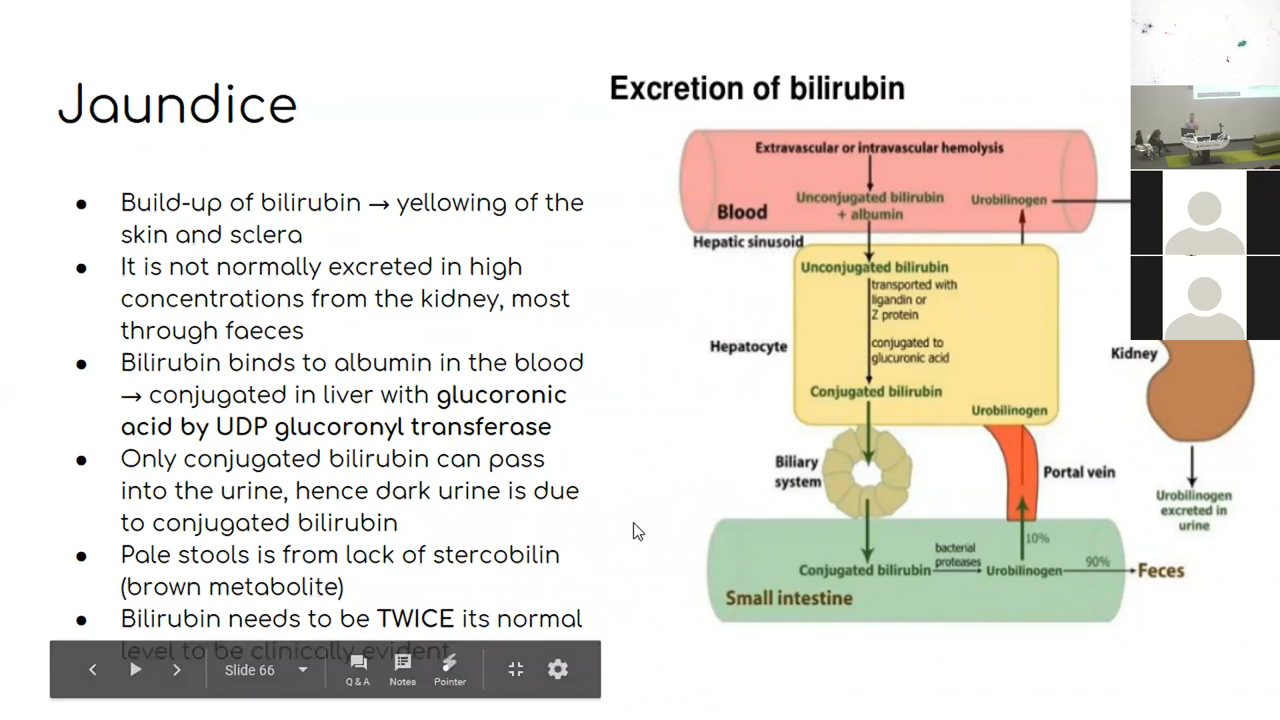 Jaundice
● Build-up of bilirubin → yellowing of the
skin and sclera
● It is not normally excreted in high
concentrations from the kidney, most
through faeces
● Bilirubin binds to albumin in the blood
→ conjugated in liver with glucoronic
acid by UDP glucoronyl transferase
● Only conjugated bilirubin can pass
into the urine, hence dark urine is due
to conjugated bilirubin
● Pale stools is from lack of stercobilin
(brown metabolite)
● Bilirubin needs to be TWICE its normal
level to be clinically evident
Slide 66
Q & A
Notes
Pointer
Excretion of bilirubin
Extravascular or intravascular hemolysis
Unconjugated bilirubin
+ albumin
Urobilinogen
Blood
Hepatic sinusoid
Unconjugated bilirubin
transported with
ligandin or
Z protein
Hepatocyte
conjugated to
glucuronic acid
Conjugated bilirubin
Urobilinogen
Kidney
Biliary
system
Portal vein
Urobilinogen
excreted in
urine
10%
Conjugated bilirubin
bacterial
proteases
Urobilinogen
90%
Feces
Small intestine